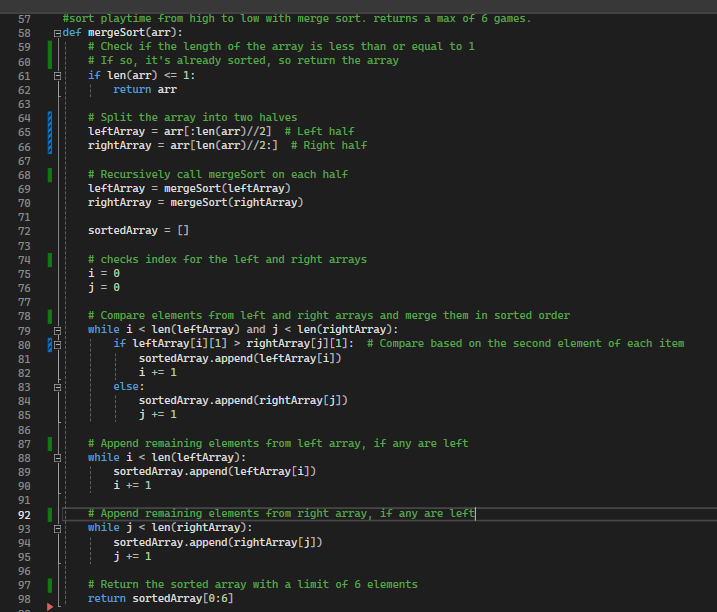 57 #sort playtime from high to low with merge sort. returns a max of 6 games.
58 def mergeSort(arr):
59     # Check if the length of the array is less than or equal to 1
60     # If so, it's already sorted, so return the array
61     if len(arr) <= 1:
62         return arr
63
64     # Split the array into two halves
65     leftArray = arr[:len(arr)//2]  # Left half
66     rightArray = arr[len(arr)//2:]  # Right half
67
68     # Recursively call mergeSort on each half
69     leftArray = mergeSort(leftArray)
70     rightArray = mergeSort(rightArray)
71
72     sortedArray = []
73
74     # checks index for the left and right arrays
75     i = 0
76     j = 0
77
78     # Compare elements from left and right arrays and merge them in sorted order
79     while i < len(leftArray) and j < len(rightArray):
80         if leftArray[i][1] > rightArray[j][1]:  # Compare based on the second element of each item
81             sortedArray.append(leftArray[i])
82             i += 1
83         else:
84             sortedArray.append(rightArray[j])
85             j += 1
86
87     # Append remaining elements from left array, if any are left
88     while i < len(leftArray):
89         sortedArray.append(leftArray[i])
90         i += 1
91
92     # Append remaining elements from right array, if any are left
93     while j < len(rightArray):
94         sortedArray.append(rightArray[j])
95         j += 1
96
97     # Return the sorted array with a limit of 6 elements
98     return sortedArray[0:6]